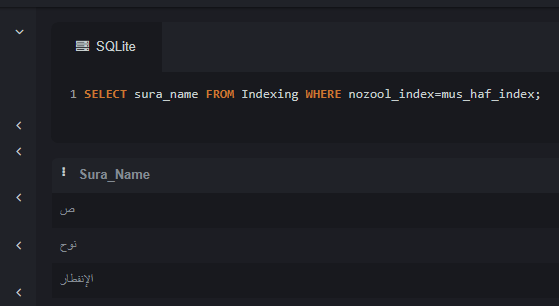 SQLite
1 SELECT sura_name FROM Indexing WHERE nozool_index=mus_haf_index;
Sura_Name
ص
نوح
الإنفطار